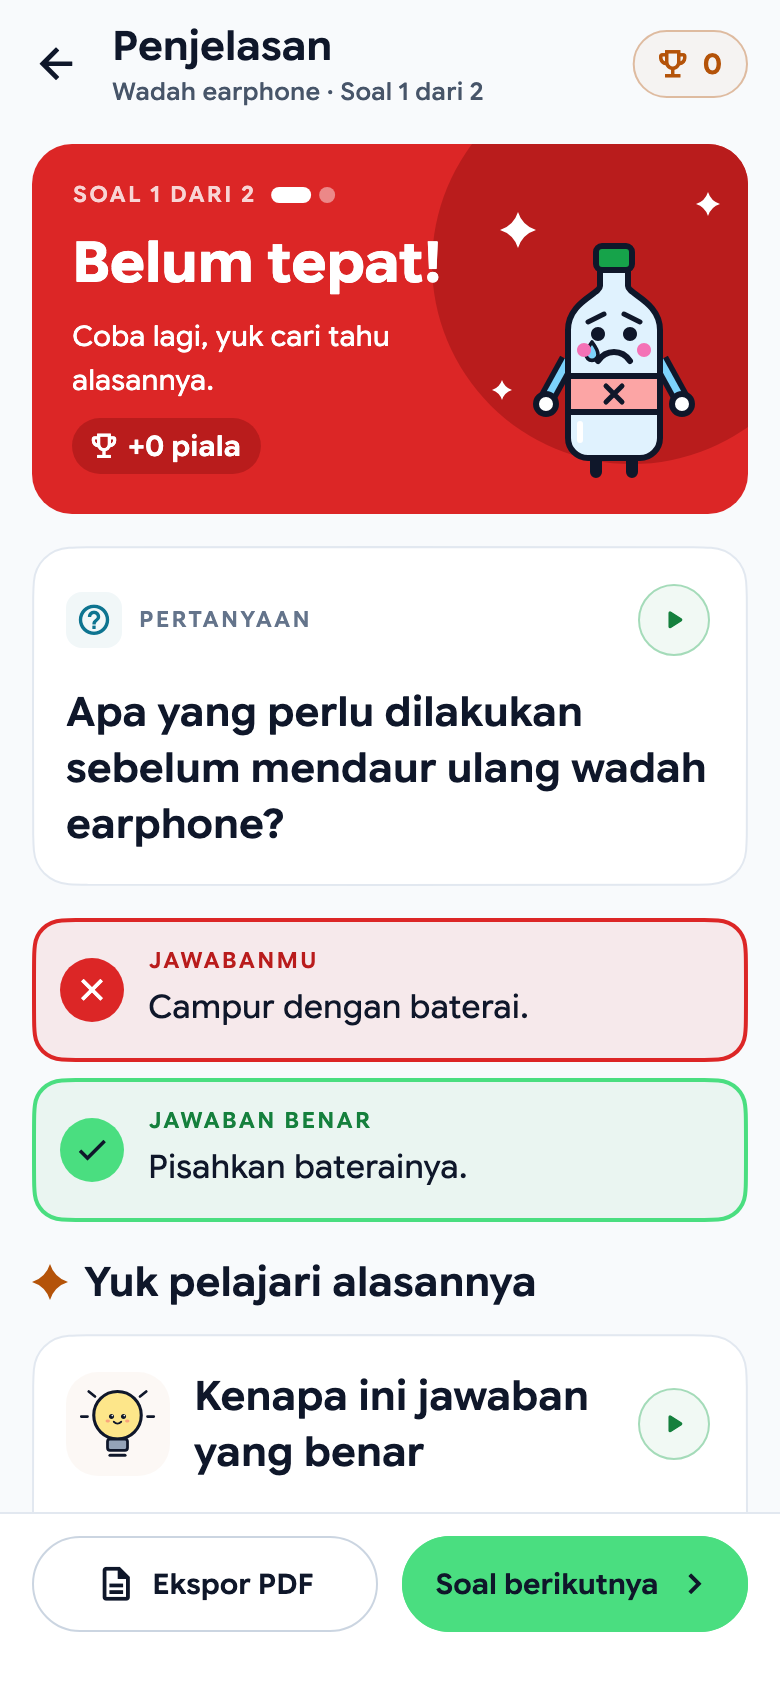 Penjelasan
Wadah earphone · Soal 1 dari 2
0
SOAL 1 DARI 2
Belum tepat!
Coba lagi, yuk cari tahu
alasannya.
+0 piala
PERTANYAAN
Apa yang perlu dilakukan
sebelum mendaur ulang wadah
earphone?
JAWABANMU
Campur dengan baterai.
JAWABAN BENAR
Pisahkan baterainya.
Yuk pelajari alasannya
Kenapa ini jawaban
yang benar
Ekspor PDF
Soal berikutnya